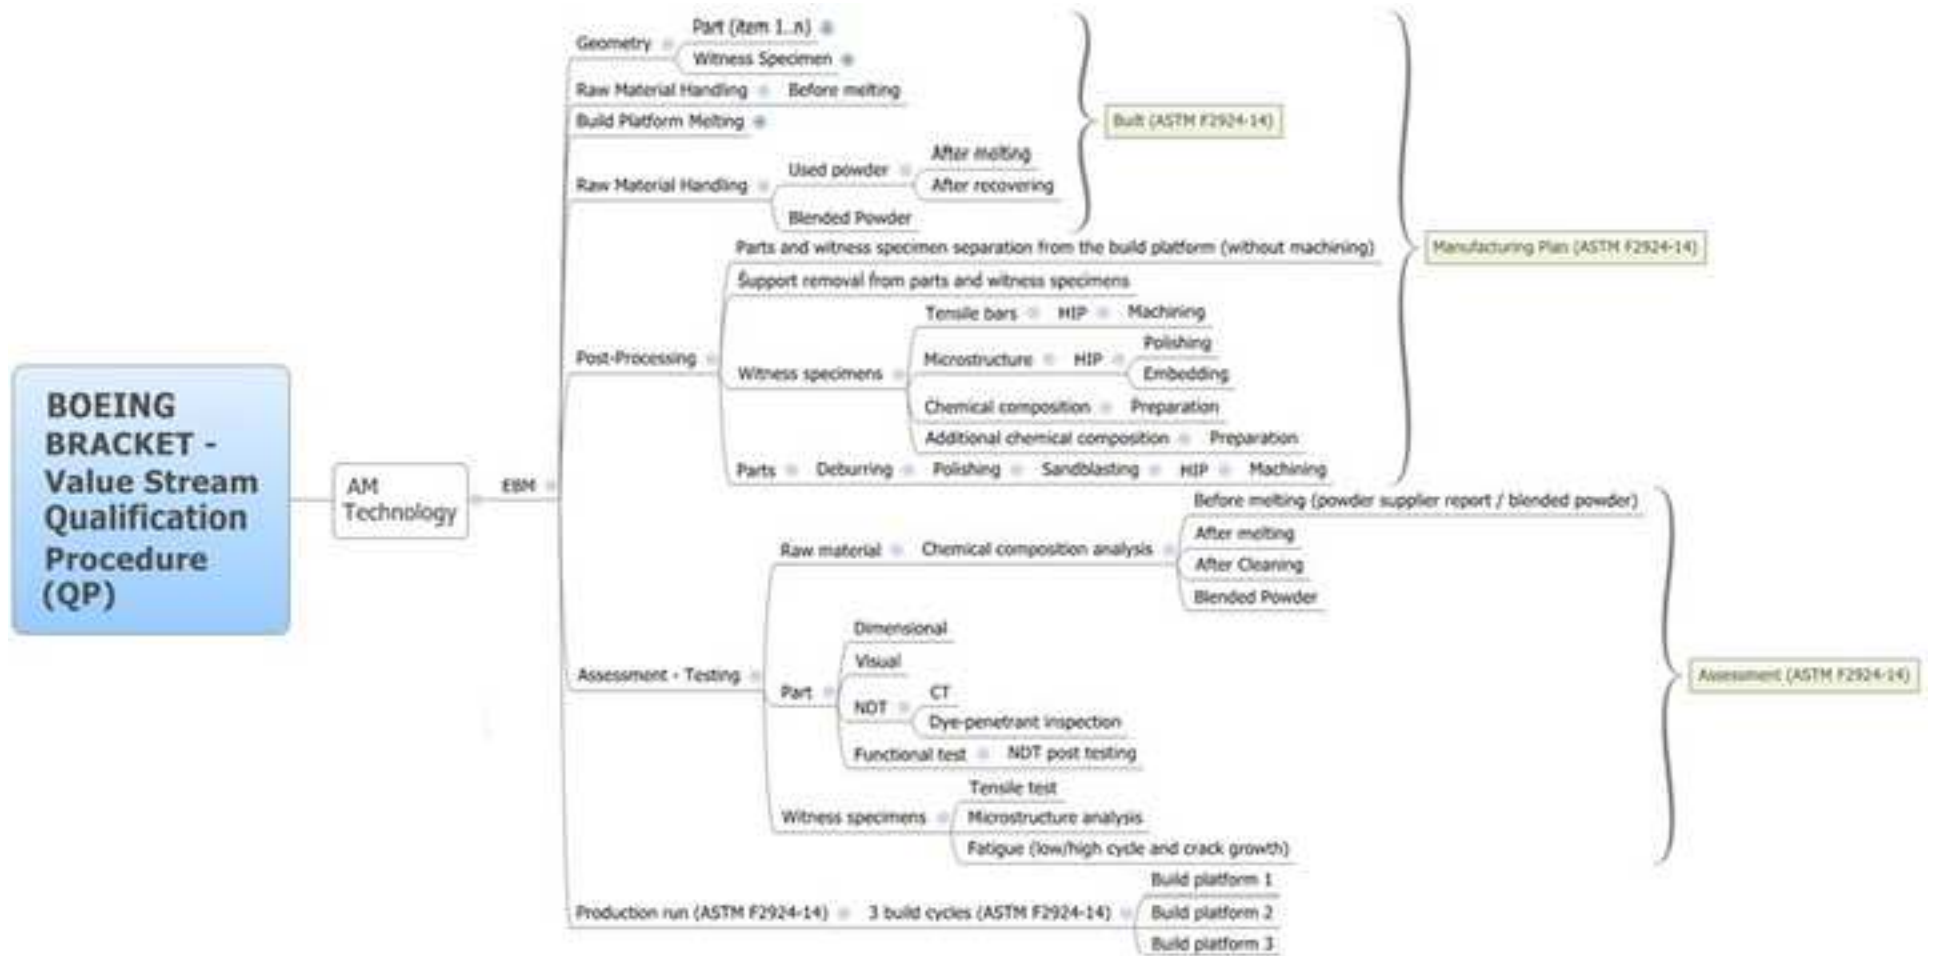 BOEING
BRACKET -
Value Stream
Qualification
Procedure
(QP)
AM
Technology
EBM
Geometry
Part (item 1..n)
Witness Specimen
Raw Material Handling
Before melting
Build Platform Melting
Raw Material Handling
Used powder
After melting
After recovering
Blended Powder
Built (ASTM F2924-14)
Post-Processing
Parts and witness specimen separation from the build platform (without machining)
Support removal from parts and witness specimens
Witness specimens
Tensile bars
HIP
Machining
Microstructure
HIP
Polishing
Embedding
Chemical composition
Preparation
Additional chemical composition
Preparation
Parts
Deburring
Polishing
Sandblasting
HIP
Machining
Manufacturing Plan (ASTM F2924-14)
Assessment - Testing
Raw material
Chemical composition analysis
Before melting (powder supplier report / blended powder)
After melting
After Cleaning
Blended Powder
Part
Dimensional
Visual
NDT
CT
Dye-penetrant inspection
Functional test
NDT post testing
Witness specimens
Tensile test
Microstructure analysis
Fatigue (low/high cycle and crack growth)
Assessment (ASTM F2924-14)
Production run (ASTM F2924-14)
3 build cycles (ASTM F2924-14)
Build platform 1
Build platform 2
Build platform 3